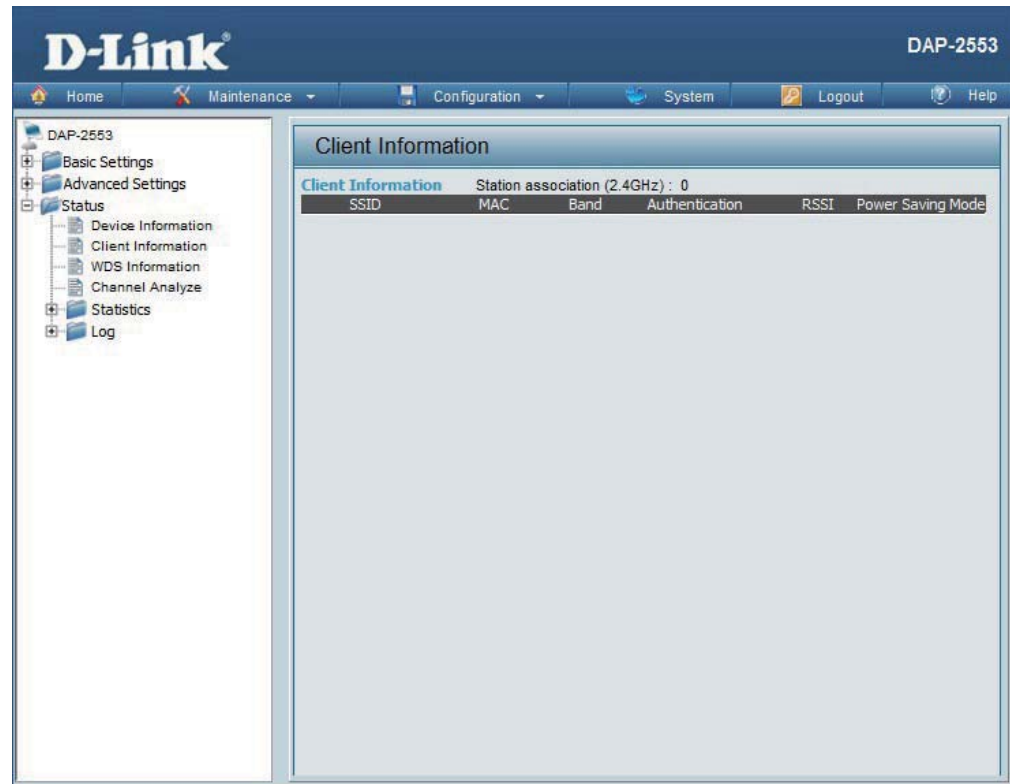 D-Link®
DAP-2553
Home Maintenance Configuration System Logout Help
DAP-2553
Basic Settings
Advanced Settings
Status
Device Information
Client Information
WDS Information
Channel Analyze
Statistics
Log
Client Information
Client Information Station association (2.4GHz) : 0
SSID MAC Band Authentication RSSI Power Saving Mode